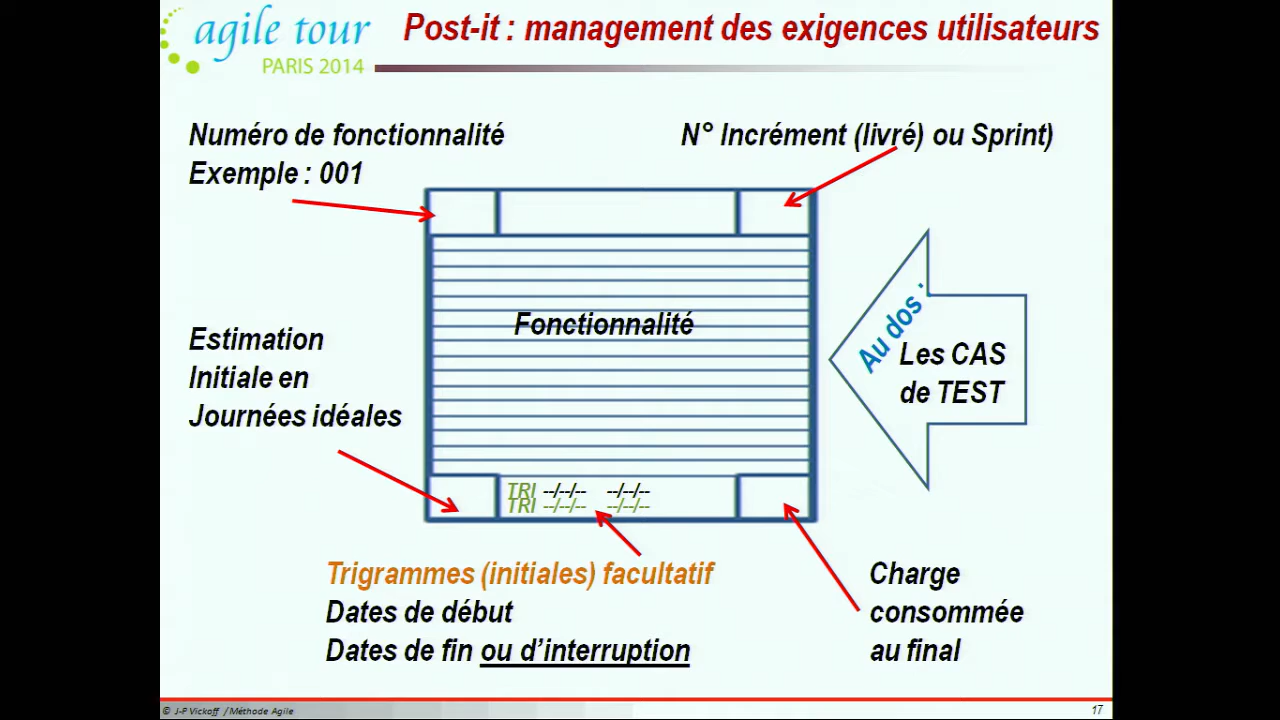 agile tour
PARIS 2014
Post-it : management des exigences utilisateurs
Numéro de fonctionnalité
Exemple : 001
N° Incrément (livré) ou Sprint)
Fonctionnalité
Au dos :
Les CAS
de TEST
Estimation
Initiale en
Journées idéales
TRI --/--/-- --/--/--
TRI --/--/-- --/--/--
Trigrammes (initiales) facultatif
Dates de début
Dates de fin ou d’interruption
Charge
consommée
au final
© J-P Vickoff / Méthode Agile
17